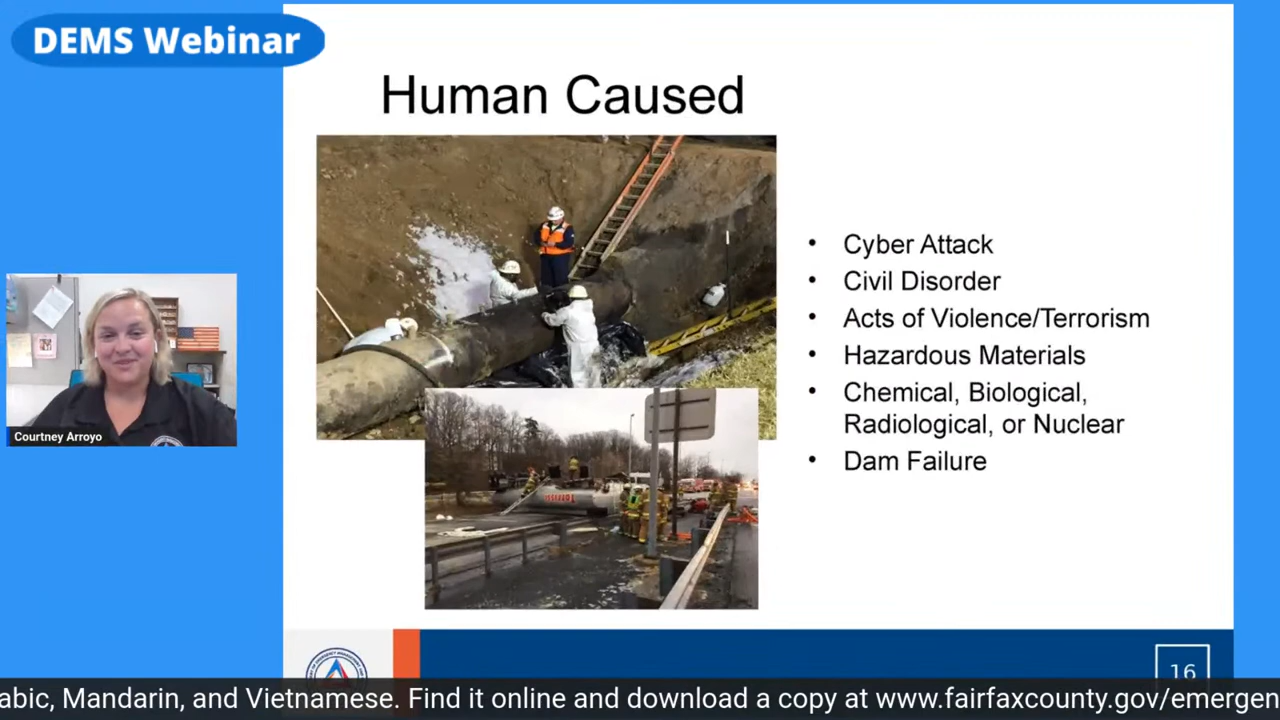 DEMS Webinar
Human Caused
• Cyber Attack
• Civil Disorder
• Acts of Violence/Terrorism
• Hazardous Materials
• Chemical, Biological,
Radiological, or Nuclear
• Dam Failure
Courtney Arroyo
16
abic, Mandarin, and Vietnamese. Find it online and download a copy at www.fairfaxcounty.gov/emergen